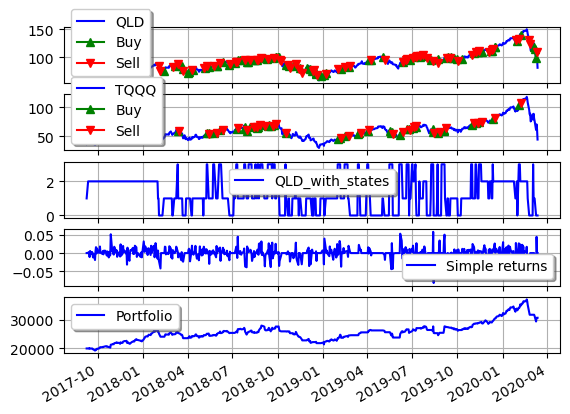 150
100
QLD
Buy
Sell
100
50
TQQQ
Buy
Sell
2
0
QLD_with_states
0.05
0.00
−0.05
Simple returns
30000
20000
Portfolio
2017-10
2018-01
2018-04
2018-07
2018-10
2019-01
2019-04
2019-07
2019-10
2020-01
2020-04